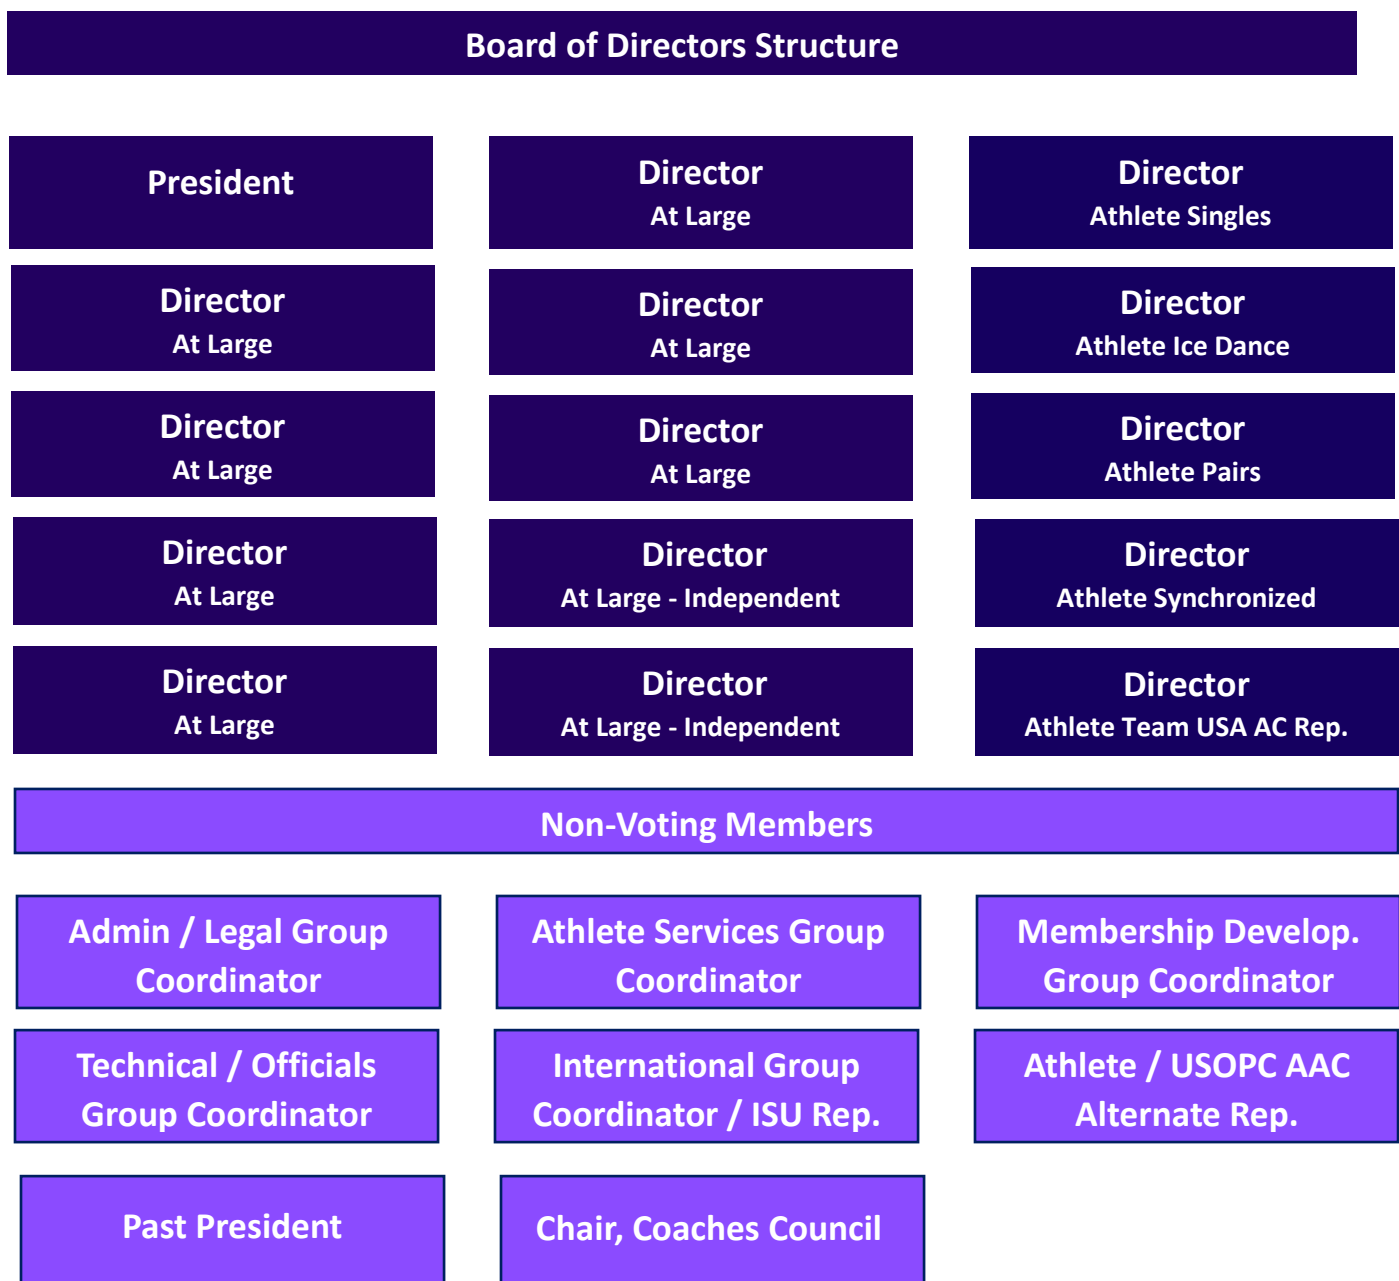 Board of Directors Structure
President
Director
At Large
Director
Athlete Singles
Director
At Large
Director
At Large
Director
Athlete Ice Dance
Director
At Large
Director
At Large
Director
Athlete Pairs
Director
At Large
Director
At Large - Independent
Director
Athlete Synchronized
Director
At Large
Director
At Large - Independent
Director
Athlete Team USA AC Rep.
Non-Voting Members
Admin / Legal Group
Coordinator
Athlete Services Group
Coordinator
Membership Develop.
Group Coordinator
Technical / Officials
Group Coordinator
International Group
Coordinator / ISU Rep.
Athlete / USOPC AAC
Alternate Rep.
Past President
Chair, Coaches Council